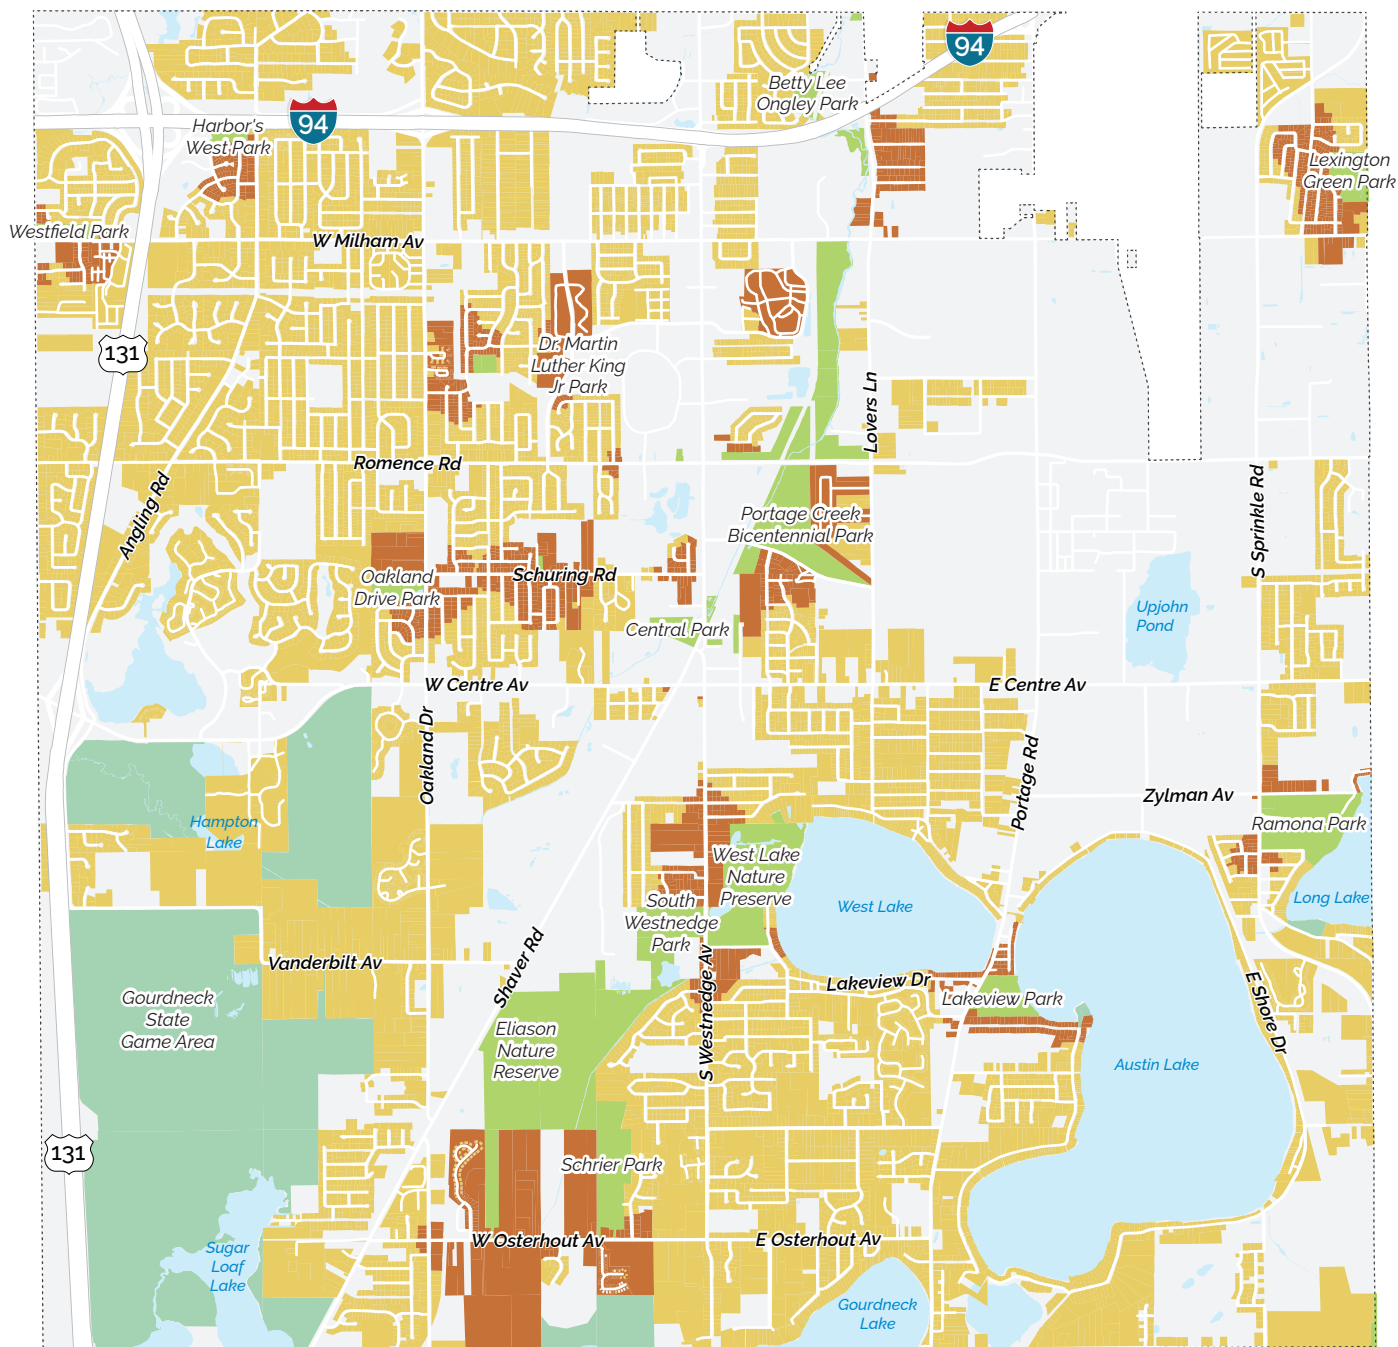 94
Betty Lee
Ongley Park
94
Harbor's
West Park
Lexington
Green Park
Westfield Park
W Milham Av
131
Dr. Martin
Luther King
Jr Park
Lovers Ln
Romence Rd
Angling Rd
S Sprinkle Rd
Portage Creek
Bicentennial Park
Schuring Rd
Oakland
Drive Park
Upjohn
Pond
Central Park
W Centre Av
E Centre Av
Oakland Dr
Portage Rd
Zylman Av
Hampton
Lake
Ramona Park
West Lake
Nature
Preserve
South
Westnedge
Park
West Lake
Long Lake
Vanderbilt Av
Shaver Rd
S Westnedge Av
Lakeview Dr
Lakeview Park
E Shore Dr
Gourdneck
State
Game Area
Eliason
Nature
Reserve
Austin Lake
131
Schrier Park
W Osterhout Av
E Osterhout Av
Sugar
Loaf
Lake
Gourdneck
Lake